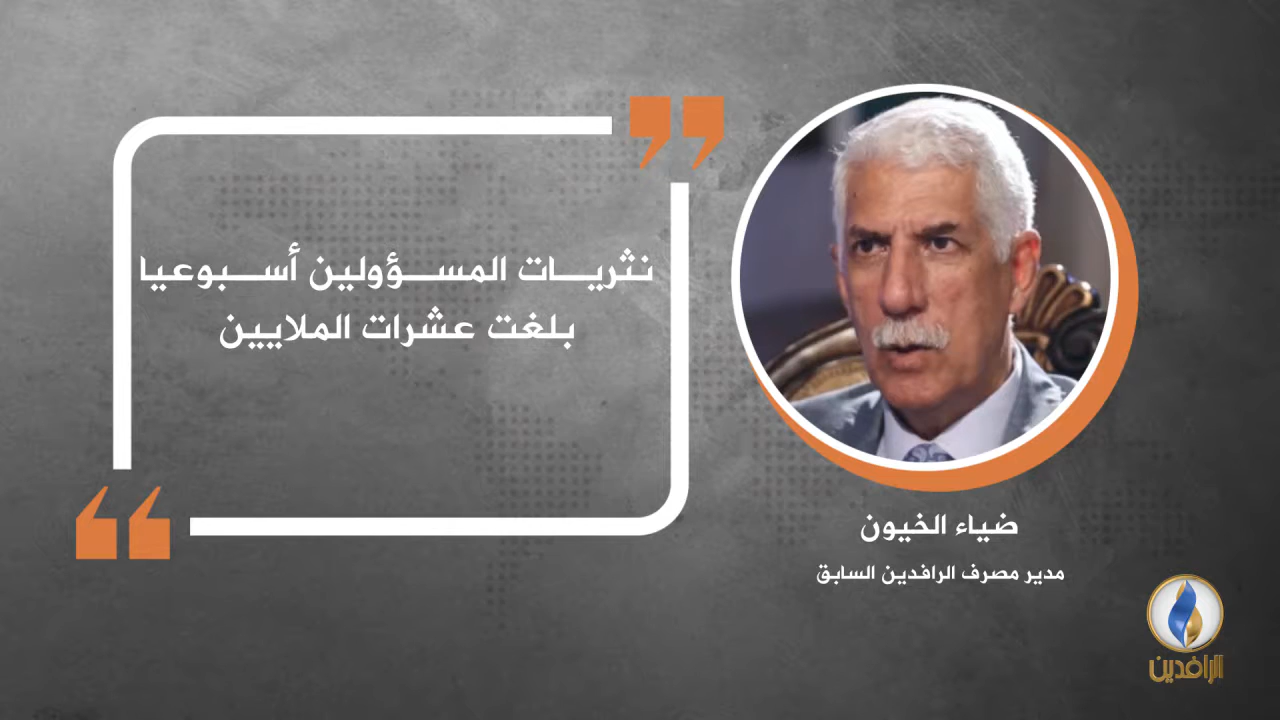 نثريات المسؤولين أسبوعيا
بلغت عشرات الملايين
ضياء الخيون
مدير مصرف الرافدين السابق
الرافدين